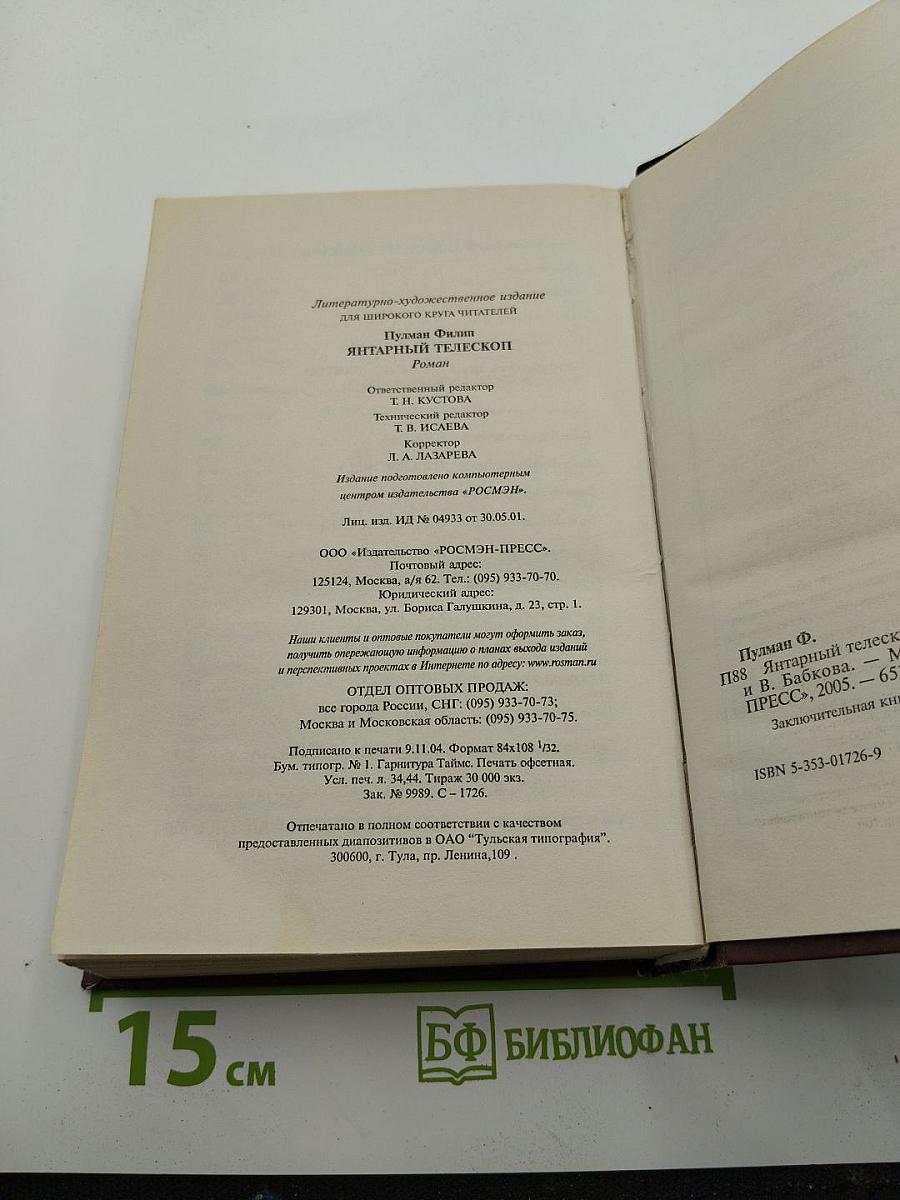 Литературно-художественное издание
ДЛЯ ШИРОКОГО КРУГА ЧИТАТЕЛЕЙ
Пулман Филип
ЯНТАРНЫЙ ТЕЛЕСКОП
Роман
Ответственный редактор
Т. Н. КУСТОВА
Технический редактор
Т. В. ИСАЕВА
Корректор
Л. А. ЛАЗАРЕВА
Издание подготовлено компьютерным
центром издательства «РОСМЭН».
Лиц. изд. ИД № 04933 от 30.05.01.
ООО «Издательство «РОСМЭН-ПРЕСС».
Почтовый адрес:
125124, Москва, а/я 62. Тел.: (095) 933-70-70.
Юридический адрес:
129301, Москва, ул. Бориса Галушкина, д. 23, стр. 1.
Наши клиенты и оптовые покупатели могут оформить заказ,
получить опережающую информацию о планах выхода изданий
и перспективных проектах в Интернете по адресу: www.rosman.ru
ОТДЕЛ ОПТОВЫХ ПРОДАЖ:
все города России, СНГ: (095) 933-70-73;
Москва и Московская область: (095) 933-70-75.
Подписано к печати 9.11.04. Формат 84х108 1/32.
Бум. типогр. № 1. Гарнитура Таймс. Печать офсетная.
Усл. печ. л. 34,44. Тираж 30 000 экз.
Зак. № 9989. С – 1726.
Отпечатано в полном соответствии с качеством
предоставленных диапозитивов в ОАО “Тульская типография”.
300600, г. Тула, пр. Ленина,109 .
Пулман Ф.
П88 Янтарный телеск
и В. Бабкова. — М
ПРЕСС», 2005. — 65
Заключительная кни
ISBN 5-353-01726-9
15 см
БФ БИБЛИОФАН